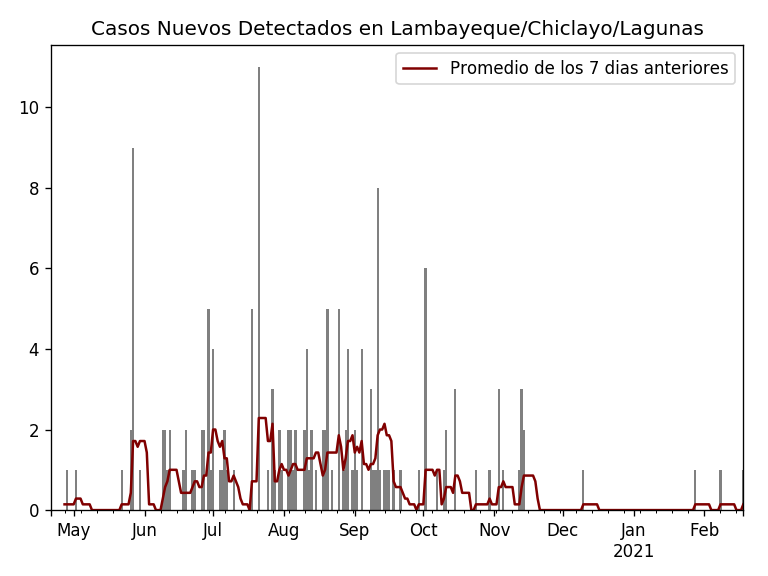 Casos Nuevos Detectados en Lambayeque/Chiclayo/Lagunas
Promedio de los 7 dias anteriores
10
8
6
4
2
0
May Jun Jul Aug Sep Oct Nov Dec Jan Feb
2021